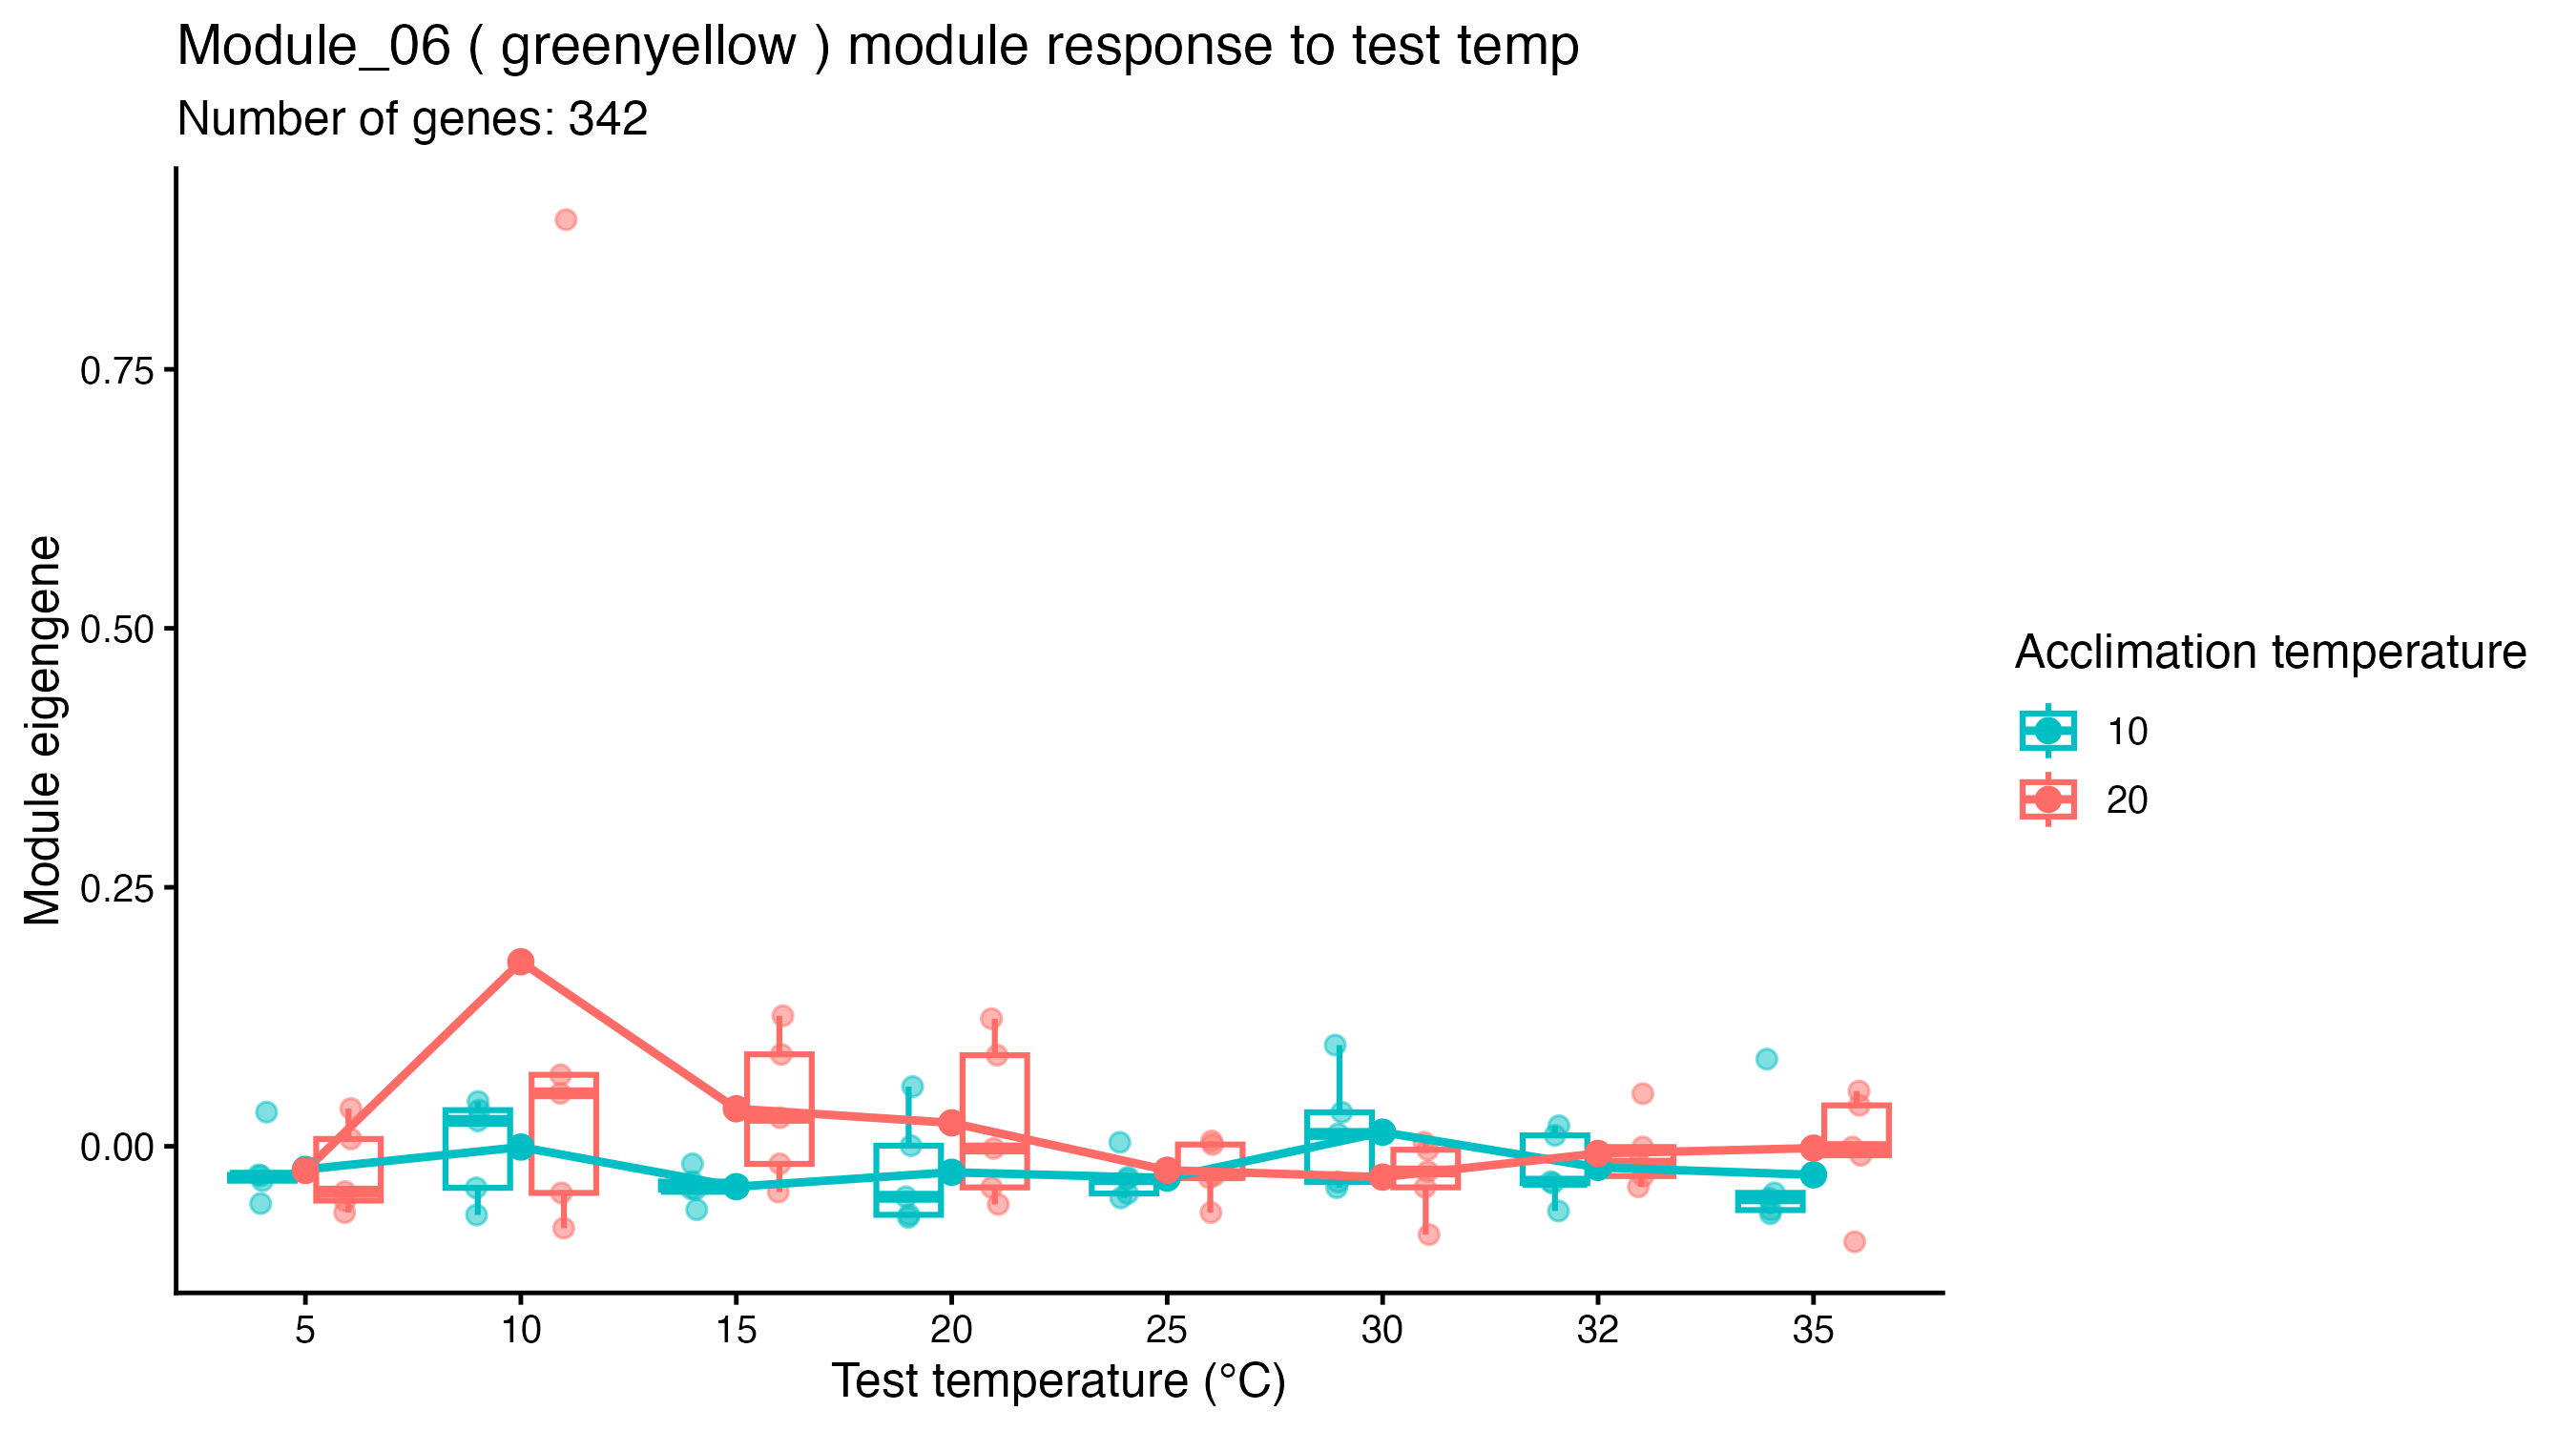 Module_06 ( greenyellow ) module response to test temp
Number of genes: 342
Module eigengene
0.75
0.50
0.25
0.00
5 10 15 20 25 30 32 35
Test temperature (°C)
Acclimation temperature
10
20